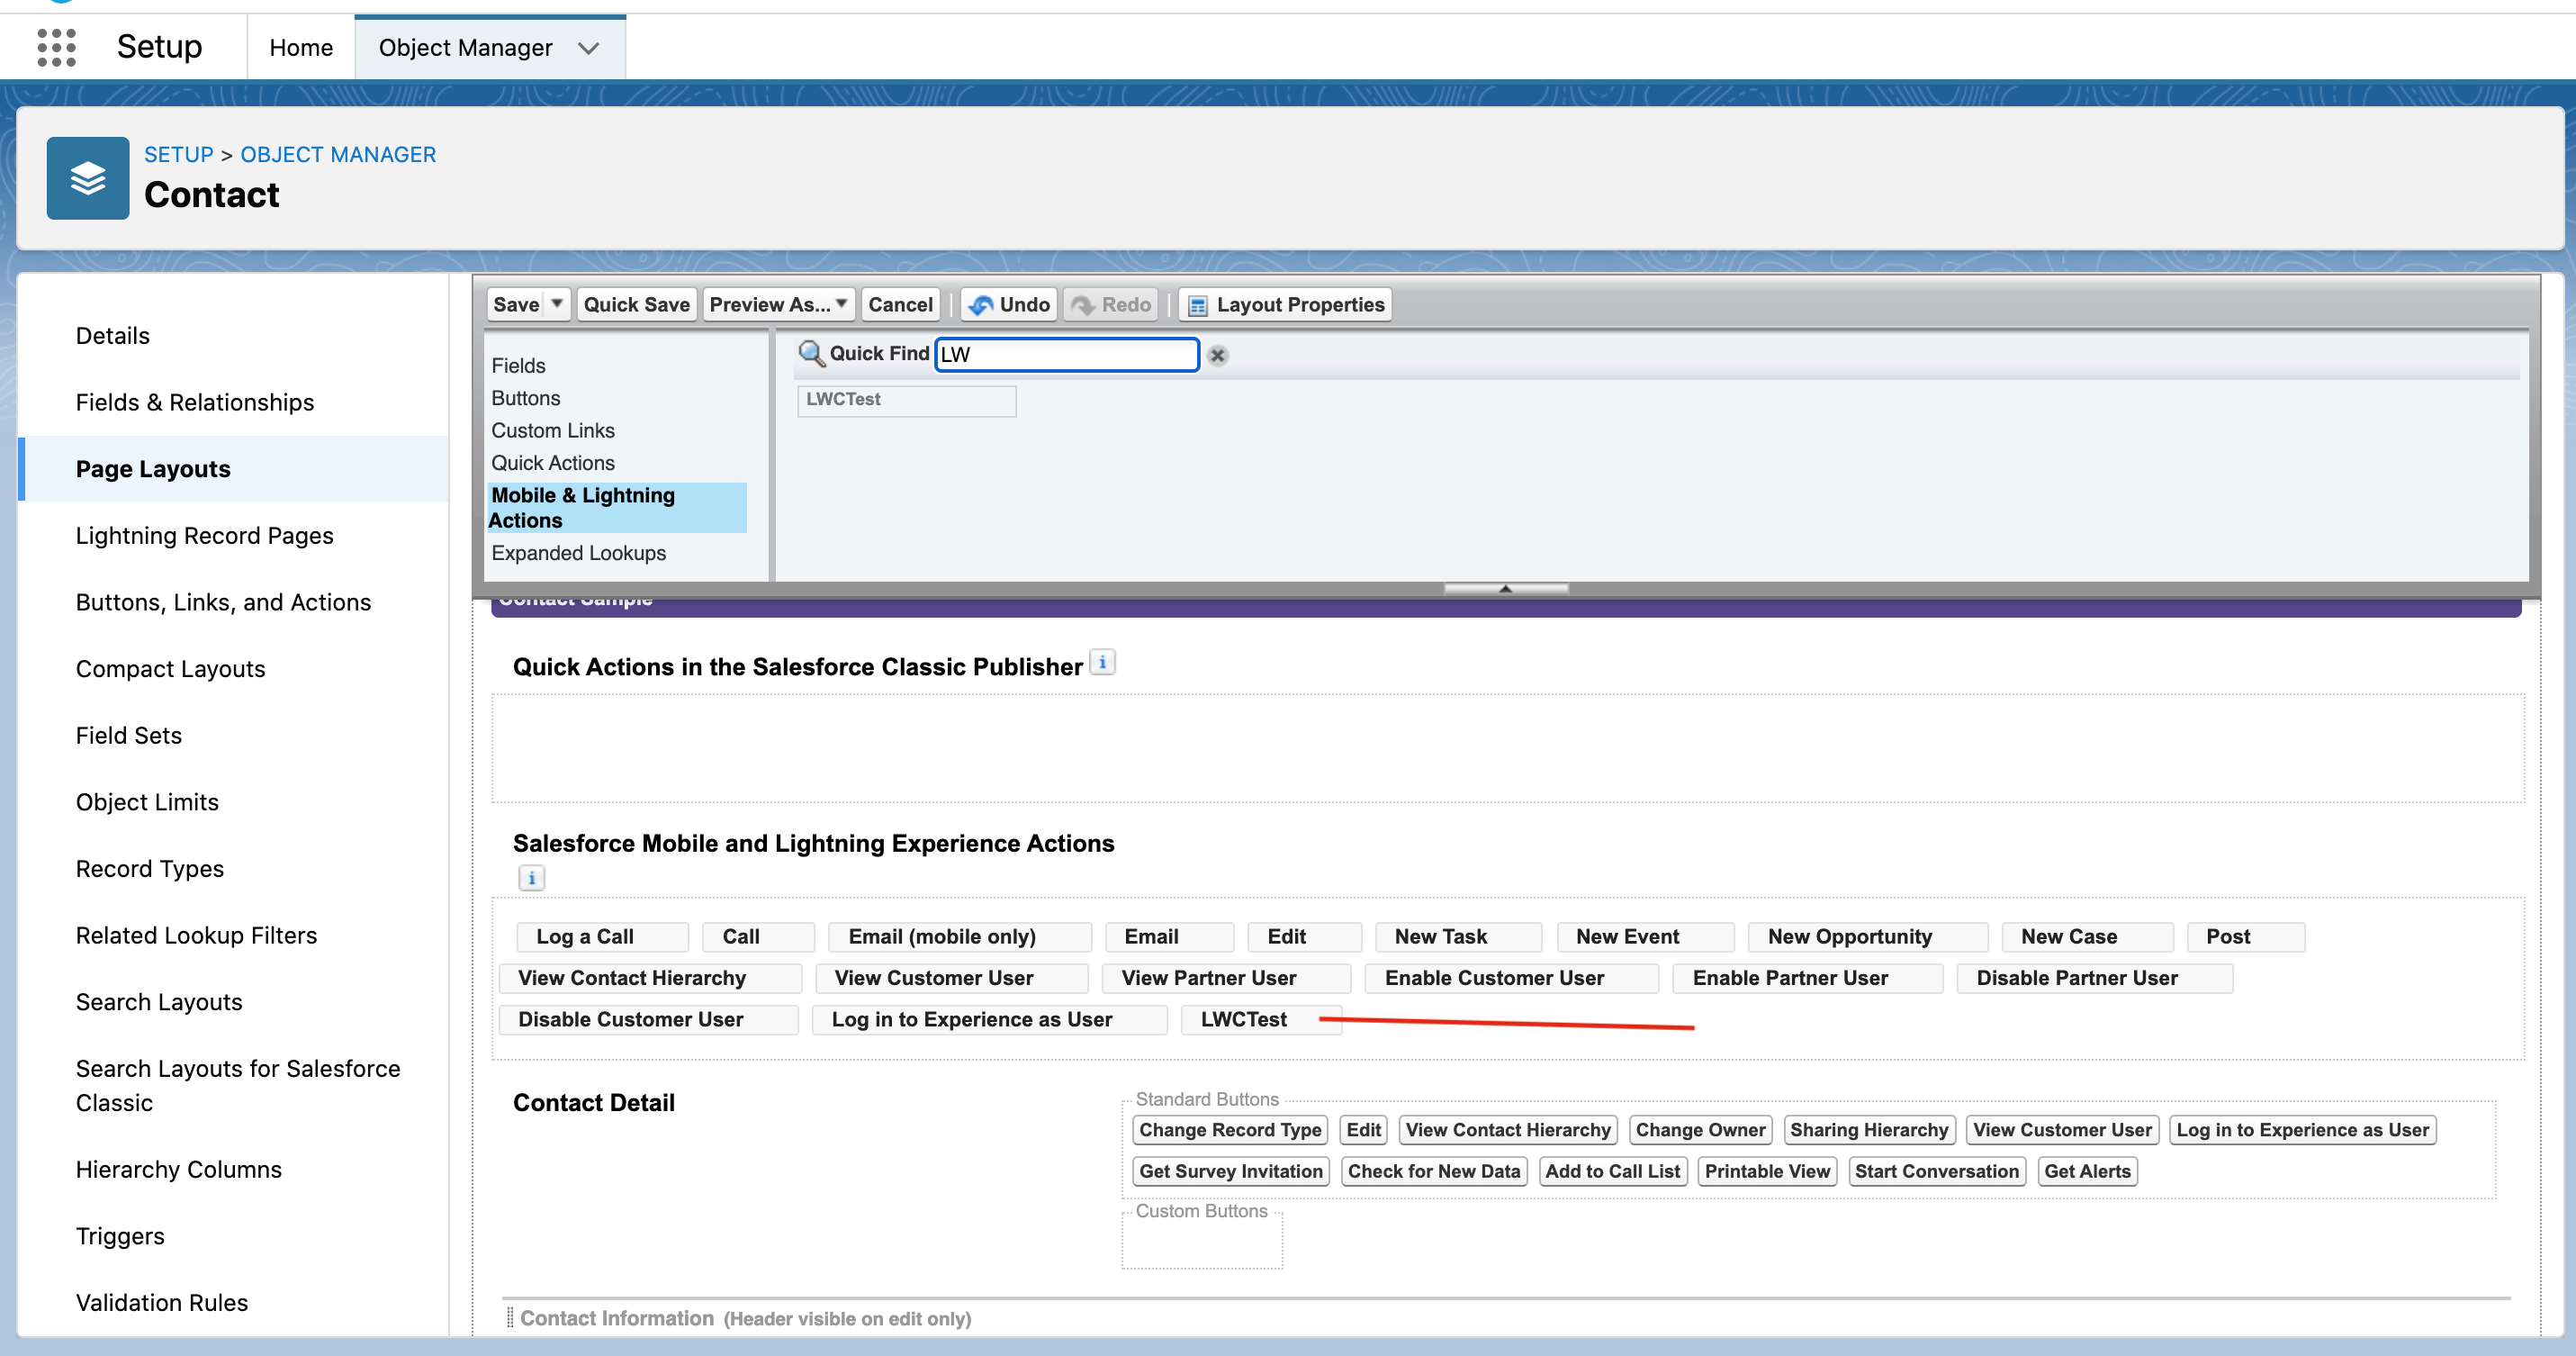 Setup Home Object Manager
SETUP > OBJECT MANAGER
Contact
Details
Fields & Relationships
Page Layouts
Lightning Record Pages
Buttons, Links, and Actions
Compact Layouts
Field Sets
Object Limits
Record Types
Related Lookup Filters
Search Layouts
Search Layouts for Salesforce
Classic
Hierarchy Columns
Triggers
Validation Rules
Save Quick Save Preview As... Cancel Undo Redo Layout Properties
Fields
Buttons
Custom Links
Quick Actions
Mobile & Lightning
Actions
Expanded Lookups
Quick Find LW
LWCTest
Contact Sample
Quick Actions in the Salesforce Classic Publisher
Salesforce Mobile and Lightning Experience Actions
Log a Call Call Email (mobile only) Email Edit New Task New Event New Opportunity New Case Post
View Contact Hierarchy View Customer User View Partner User Enable Customer User Enable Partner User Disable Partner User
Disable Customer User Log in to Experience as User LWCTest
Contact Detail
Standard Buttons
Change Record Type Edit View Contact Hierarchy Change Owner Sharing Hierarchy View Customer User Log in to Experience as User
Get Survey Invitation Check for New Data Add to Call List Printable View Start Conversation Get Alerts
Custom Buttons
Contact Information (Header visible on edit only)